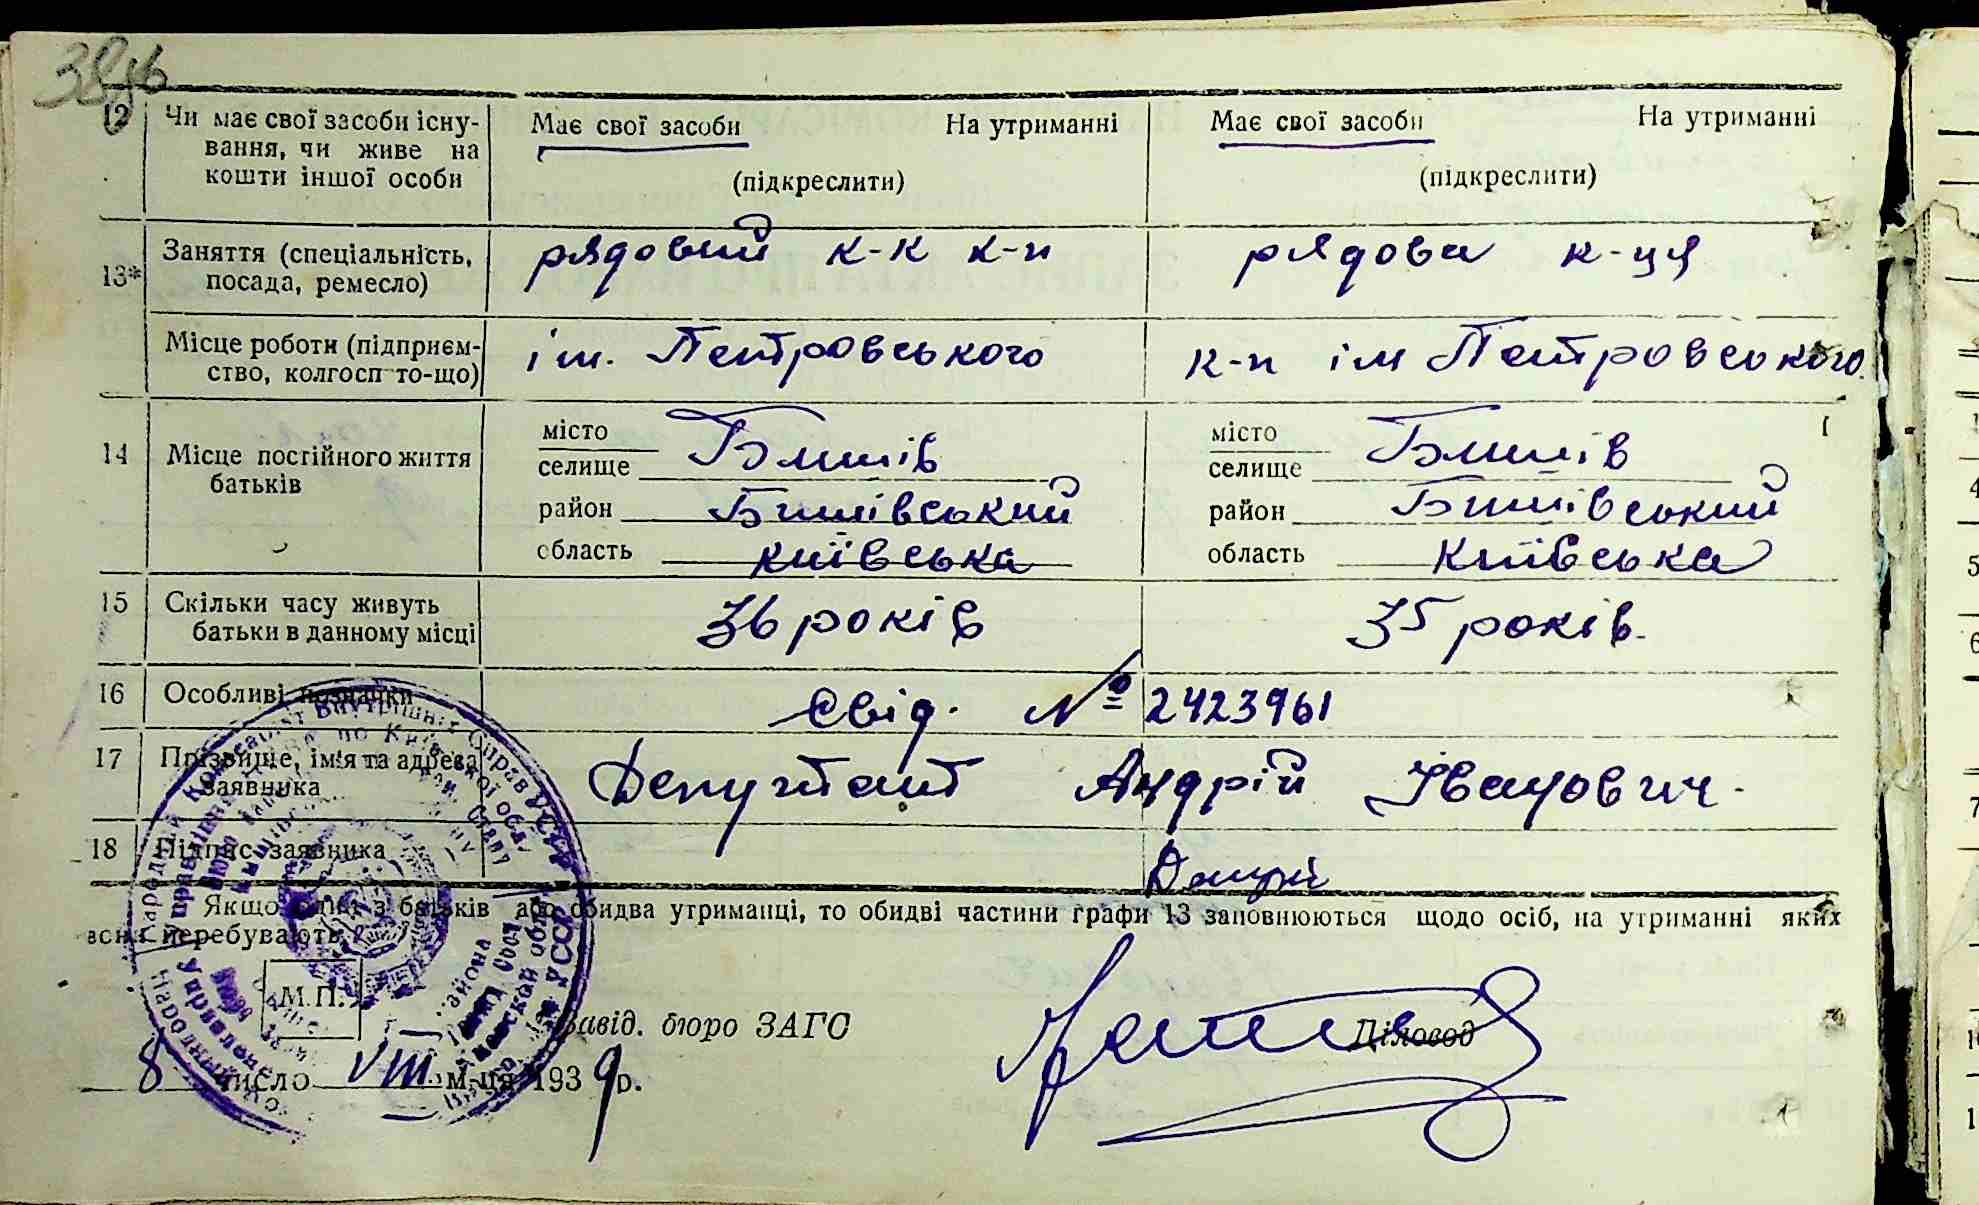 12 Чи має свої засоби існу- Має свої засоби На утриманні Має свої засоби На утриманні
вання, чи живе на
кошти іншої особи (підкреслити) (підкреслити)
13* Заняття (спеціальність, рядовий к-к к-п рядова к-ця
посада, ремесло)
Місце роботи (підприєм- ім. Петровського к-п ім Петровського.
ство, колгосп то-що)
14 Місце постійного життя місто Бишів місто Бишів
батьків селище селище
район Бишівський район Бишівський
область Київська область Київська
15 Скільки часу живуть 36 років 35 років.
батьки в данному місці
16 Особливі позначки Свід. № 2423961
17 Прізвище, ім'я та адреса Депутат Андрій Іванович.
заявника
18 Підпис заявника
Якщо один з батьків або обидва утриманці, то обидві частини графи 13 заповнюються щодо осіб, на утриманні яких
вони перебувають.
М.П.
Завід. бюро ЗАГС Діловод
8 число VIII м-ця 1939 р.